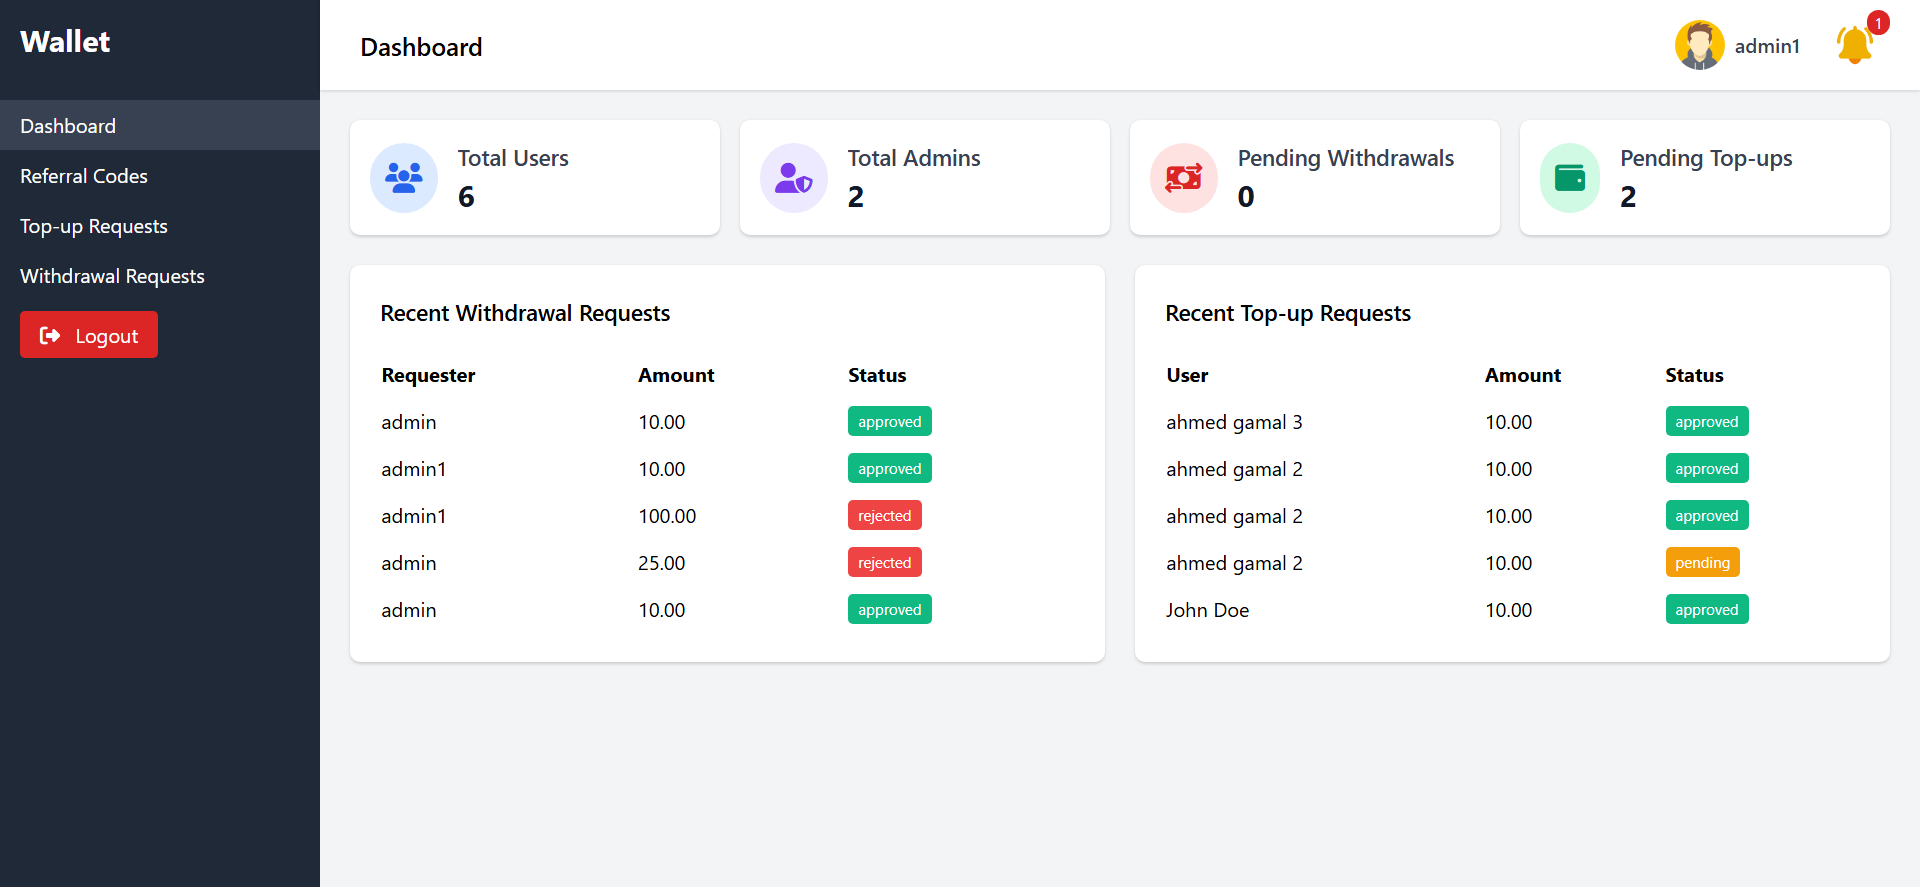 Wallet
Dashboard
Referral Codes
Top-up Requests
Withdrawal Requests
Logout
Dashboard
admin1
1
Total Users
6
Total Admins
2
Pending Withdrawals
0
Pending Top-ups
2
Recent Withdrawal Requests
Requester Amount Status
admin 10.00 approved
admin1 10.00 approved
admin1 100.00 rejected
admin 25.00 rejected
admin 10.00 approved
Recent Top-up Requests
User Amount Status
ahmed gamal 3 10.00 approved
ahmed gamal 2 10.00 approved
ahmed gamal 2 10.00 approved
ahmed gamal 2 10.00 pending
John Doe 10.00 approved